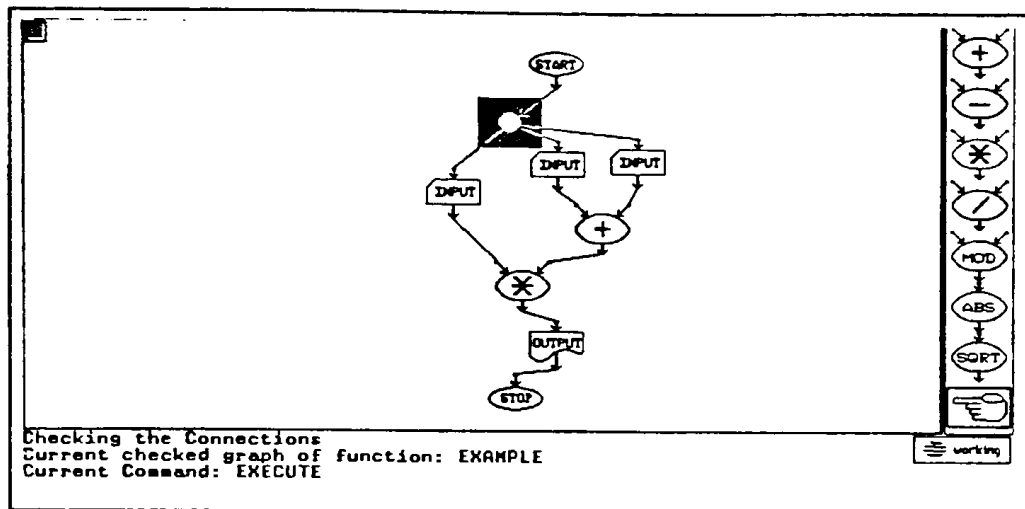 START
INPUT
INPUT
INPUT
+
*
OUTPUT
STOP
+
−
*
/
MOD
ABS
SQRT
Checking the Connections
Current checked graph of function: EXAMPLE
Current Command: EXECUTE
working